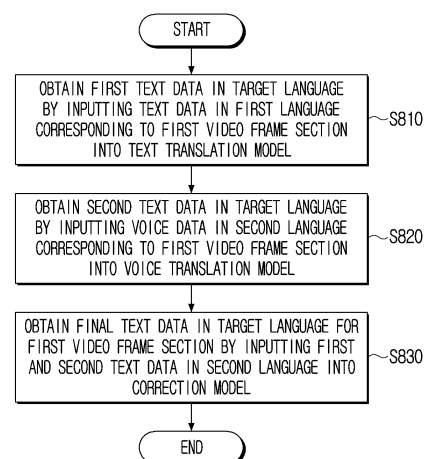 START
OBTAIN FIRST TEXT DATA IN TARGET LANGUAGE
BY INPUTTING TEXT DATA IN FIRST LANGUAGE
CORRESPONDING TO FIRST VIDEO FRAME SECTION
INTO TEXT TRANSLATION MODEL
S810
OBTAIN SECOND TEXT DATA IN TARGET LANGUAGE
BY INPUTTING VOICE DATA IN SECOND LANGUAGE
CORRESPONDING TO FIRST VIDEO FRAME SECTION
INTO VOICE TRANSLATION MODEL
S820
OBTAIN FINAL TEXT DATA IN TARGET LANGUAGE FOR
FIRST VIDEO FRAME SECTION BY INPUTTING FIRST
AND SECOND TEXT DATA IN SECOND LANGUAGE INTO
CORRECTION MODEL
S830
END